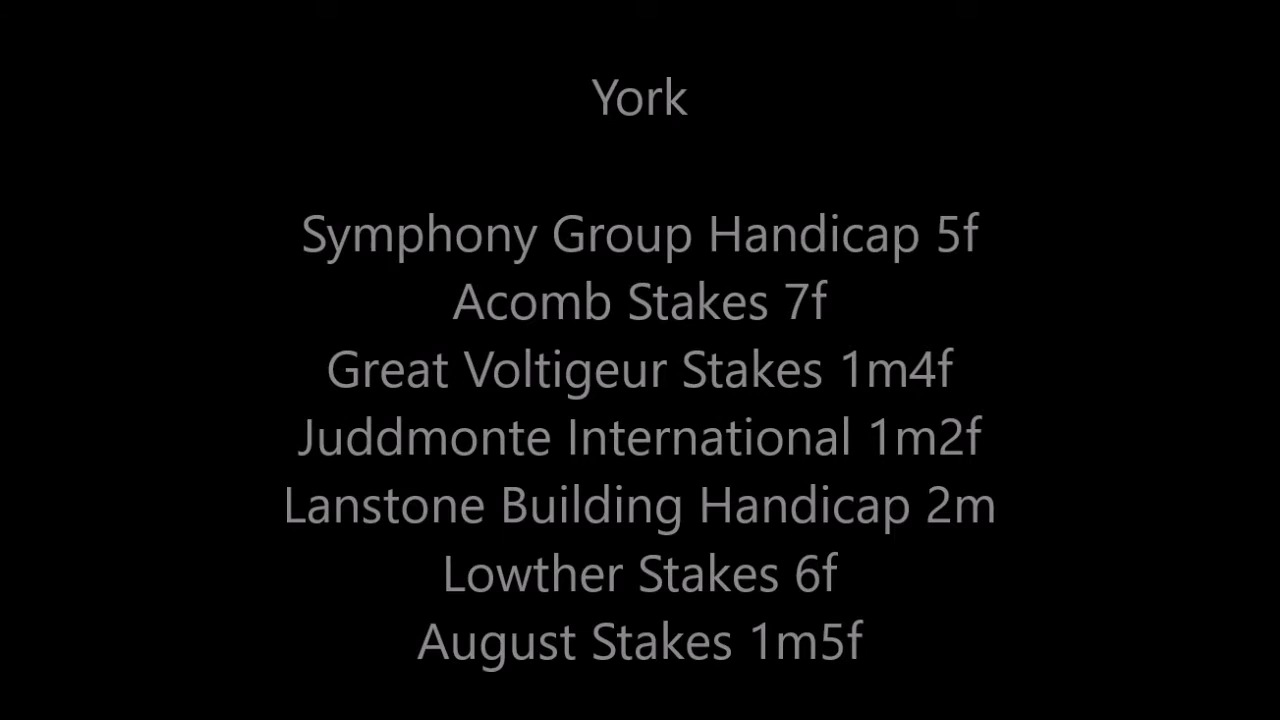 York
Symphony Group Handicap 5f
Acomb Stakes 7f
Great Voltigeur Stakes 1m4f
Juddmonte International 1m2f
Lanstone Building Handicap 2m
Lowther Stakes 6f
August Stakes 1m5f